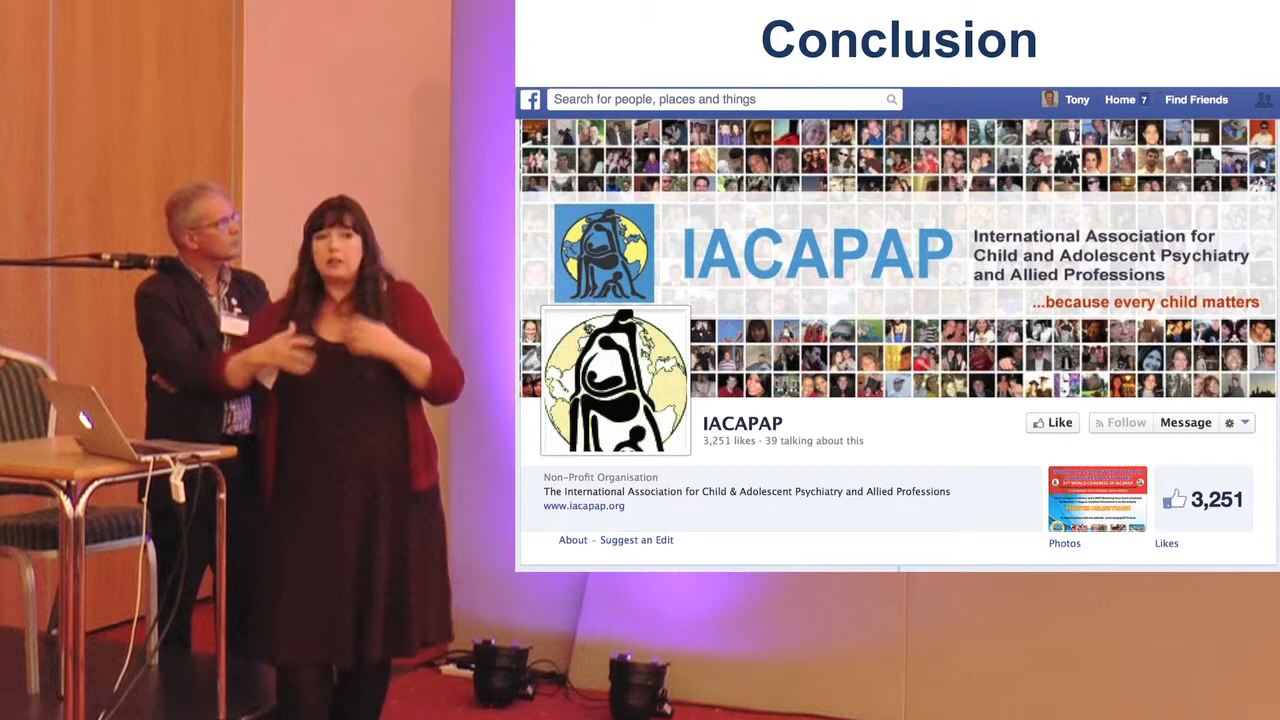 Conclusion
Search for people, places and things
Tony
Home 7
Find Friends
IACAPAP
International Association for
Child and Adolescent Psychiatry
and Allied Professions
...because every child matters
IACAPAP
3,251 likes · 39 talking about this
Like
Follow
Message
Non-Profit Organisation
The International Association for Child & Adolescent P  y and Allied Professions
www.iacapap.org
3,251
About - Suggest an Edit
Photos
Likes